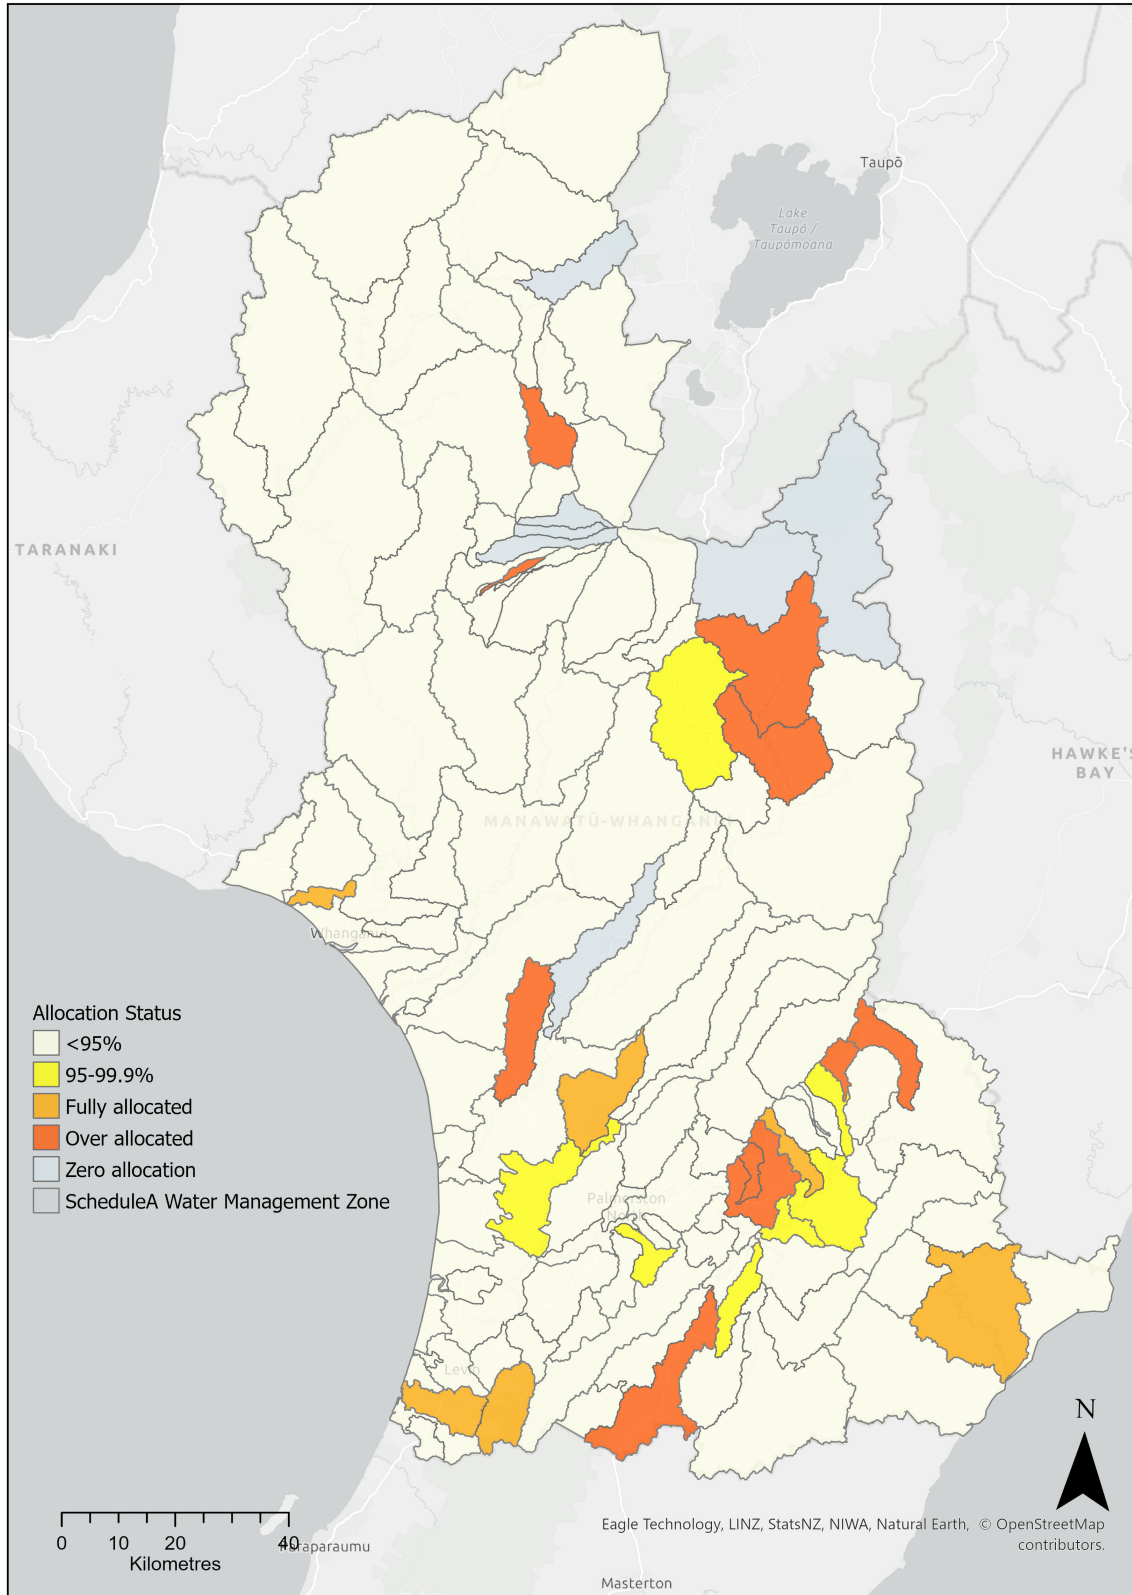 Taupō
Lake
Taupō /
Taupōmoana
TARANAKI
HAWKE'S
BAY
MANAWATŪ-WHANGANUI
Whanganui
Allocation Status
<95%
95-99.9%
Fully allocated
Over allocated
Zero allocation
ScheduleA Water Management Zone
Palmerston
North
Levin
N
0 10 20 40
Kilometres
Paraparaumu
Eagle Technology, LINZ, StatsNZ, NIWA, Natural Earth, © OpenStreetMap
contributors.
Masterton